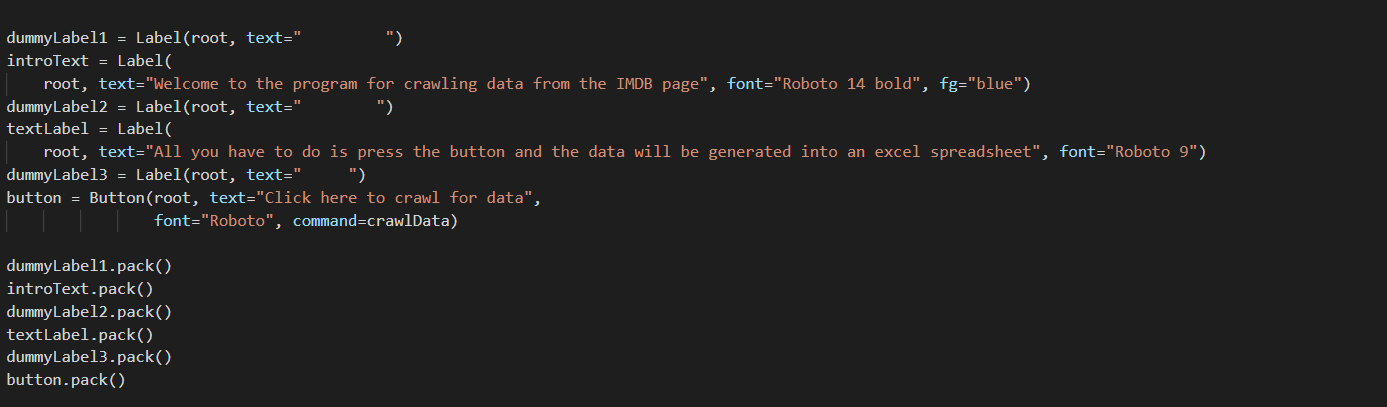 dummyLabel1 = Label(root, text="         ")
introText = Label(
    root, text="Welcome to the program for crawling data from the IMDB page", font="Roboto 14 bold", fg="blue")
dummyLabel2 = Label(root, text="        ")
textLabel = Label(
    root, text="All you have to do is press the button and the data will be generated into an excel spreadsheet", font="Roboto 9")
dummyLabel3 = Label(root, text="     ")
button = Button(root, text="Click here to crawl for data",
                font="Roboto", command=crawlData)

dummyLabel1.pack()
introText.pack()
dummyLabel2.pack()
textLabel.pack()
dummyLabel3.pack()
button.pack()